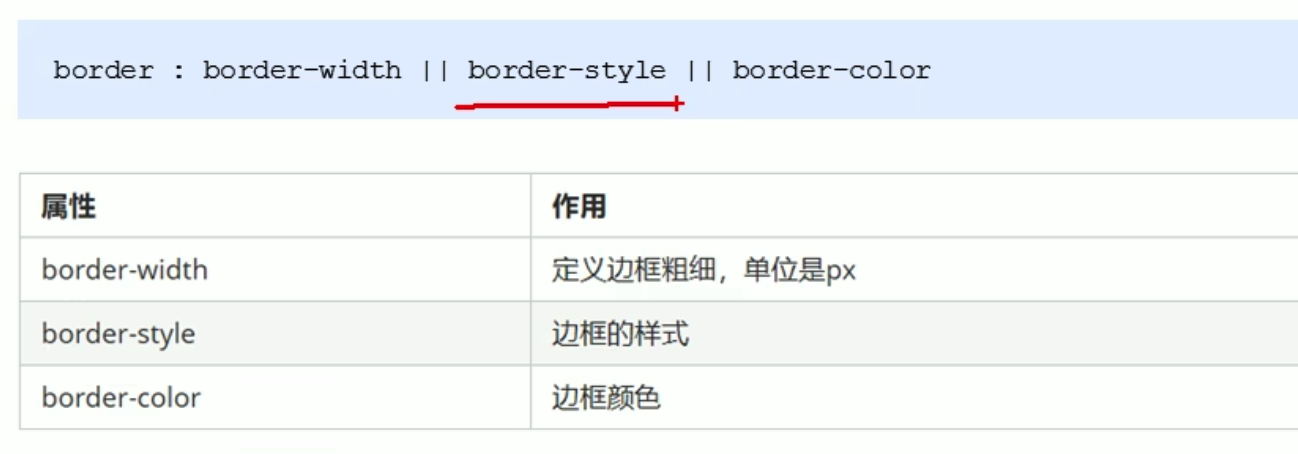 border : border-width || border-style || border-color
属性 作用
border-width 定义边框粗细，单位是px
border-style 边框的样式
border-color 边框颜色